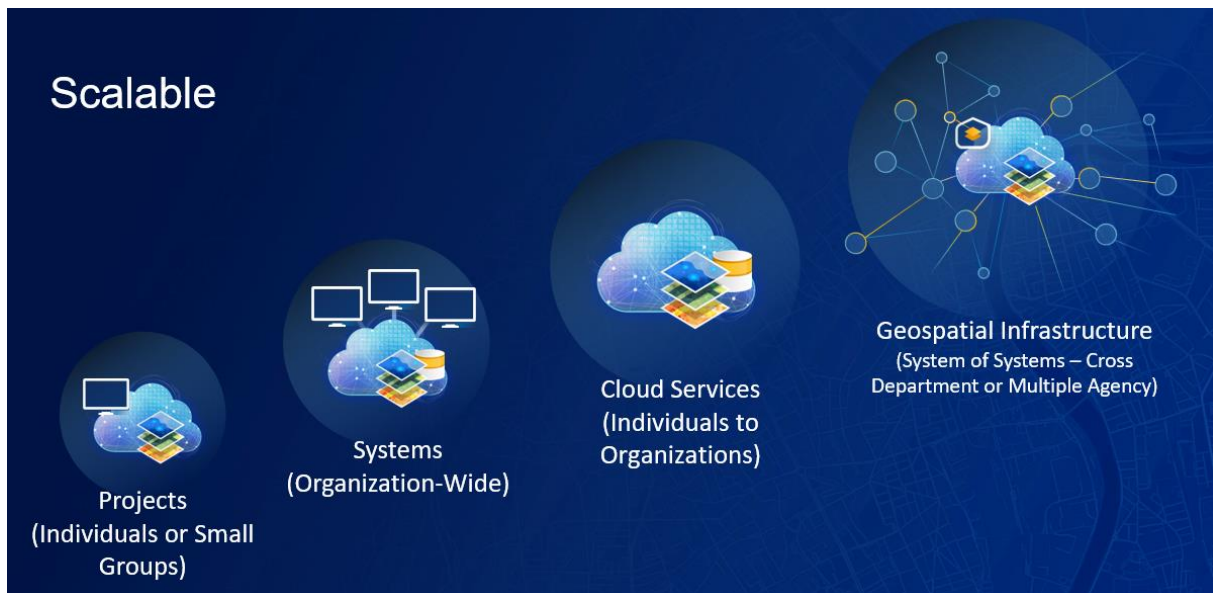 Scalable
Projects
(Individuals or Small
Groups)
Systems
(Organization-Wide)
Cloud Services
(Individuals to
Organizations)
Geospatial Infrastructure
(System of Systems – Cross
Department or Multiple Agency)